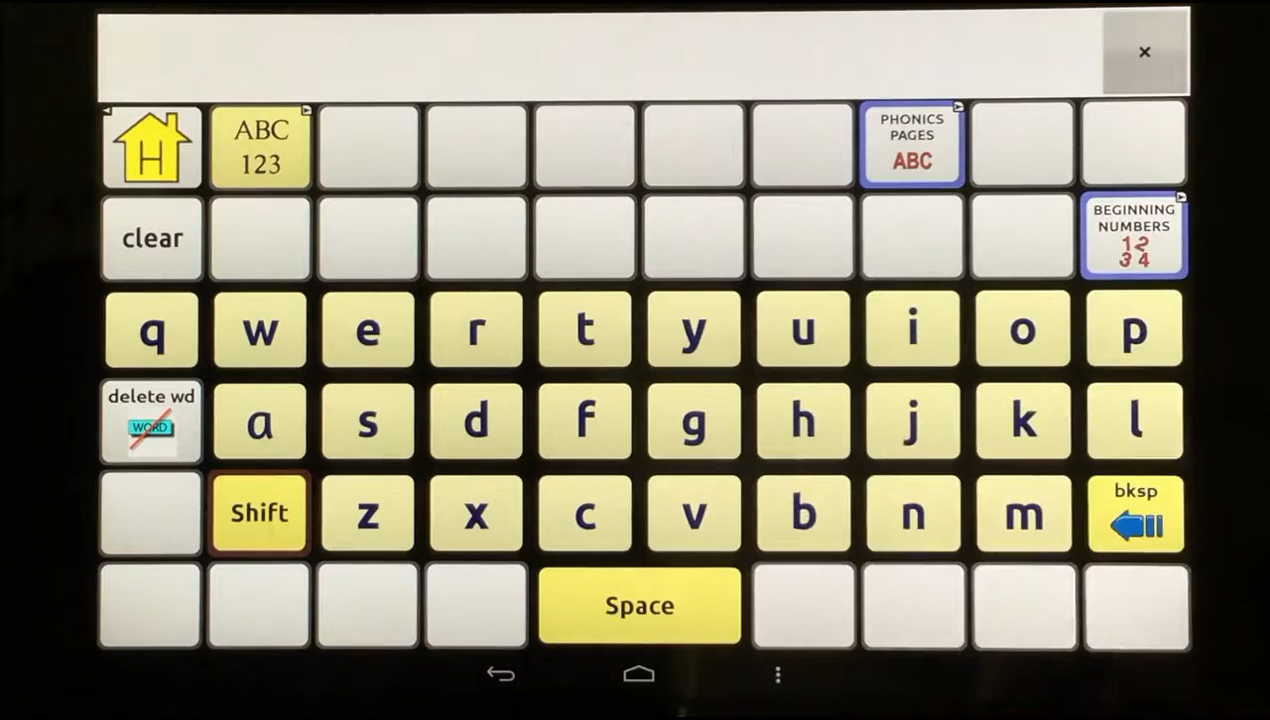 ×
H
ABC
123
PHONICS
PAGES
ABC
clear
BEGINNING
NUMBERS
12
34
q w e r t y u i o p
delete wd
WORD
a s d f g h j k l
Shift z x c v b n m bksp
Space